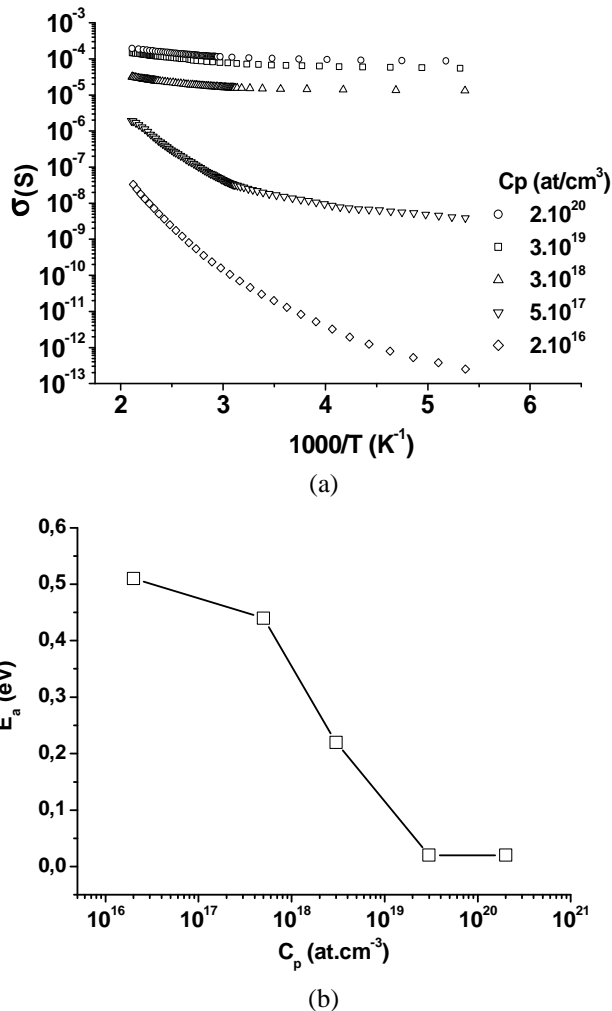 10⁻⁴
10⁻⁵
10⁻⁶
10⁻⁷
10⁻⁸
10⁻⁹
10⁻¹⁰
10⁻¹¹
10⁻¹²
10⁻¹³
σ(S)
Cp (at/cm³)
2.10²⁰
3.10¹⁹
3.10¹⁸
5.10¹⁷
2.10¹⁶
2 3 4 5 6
1000/T (K⁻¹)
(a)
0,6
0,5
0,4
0,3
0,2
0,1
0,0
Eₐ (eV)
10¹⁶ 10¹⁷ 10¹⁸ 10¹⁹ 10²⁰ 10²¹
Cₚ (at.cm⁻³)
(b)